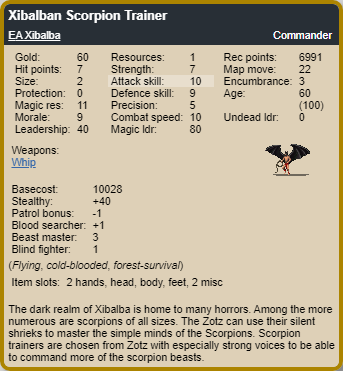 Xibalban Scorpion Trainer
EA Xibalba Commander
Gold: 60 Resources: 1 Rec points: 6991
Hit points: 7 Strength: 7 Map move: 22
Size: 2 Attack skill: 10 Encumbrance: 3
Protection: 0 Defence skill: 9 Age: 60
Magic res: 11 Precision: 5 (100)
Morale: 9 Combat speed: 10 Undead ldr: 0
Leadership: 40 Magic ldr: 80
Weapons:
Whip
Basecost: 10028
Stealthy: +40
Patrol bonus: -1
Blood searcher: +1
Beast master: 3
Blind fighter: 1
(Flying, cold-blooded, forest-survival)
Item slots: 2 hands, head, body, feet, 2 misc
The dark realm of Xibalba is home to many horrors. Among the more
numerous are scorpions of all sizes. The Zotz can use their silent
shrieks to master the simple minds of the Scorpions. Scorpion
trainers are chosen from Zotz with especially strong voices to be able
to command more of the scorpion beasts.